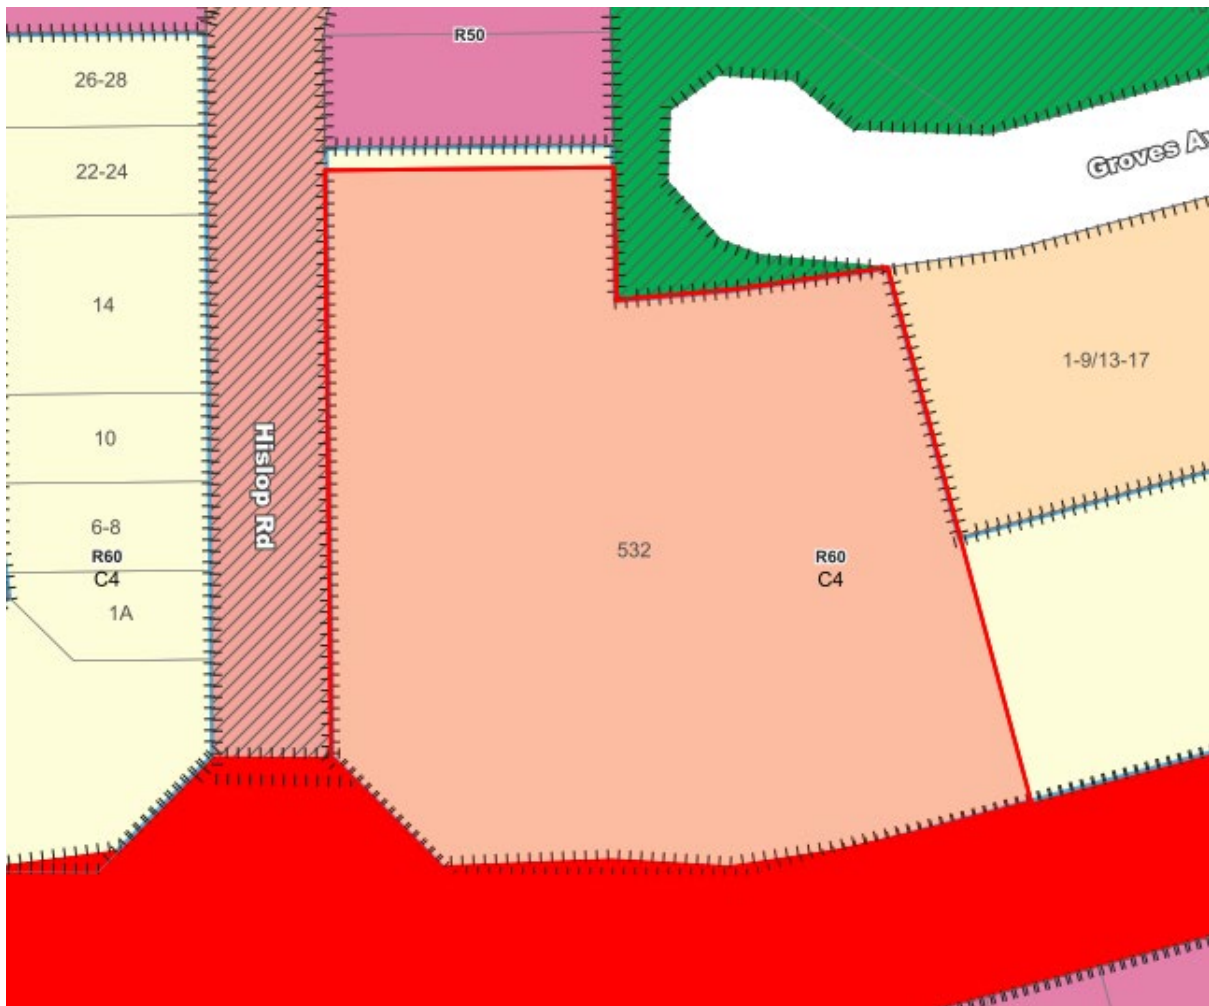 R50
26-28
Groves Av
22-24
14
1-9/13-17
10
Hislop Rd
6-8
R60
C4
532
R60
C4
1A